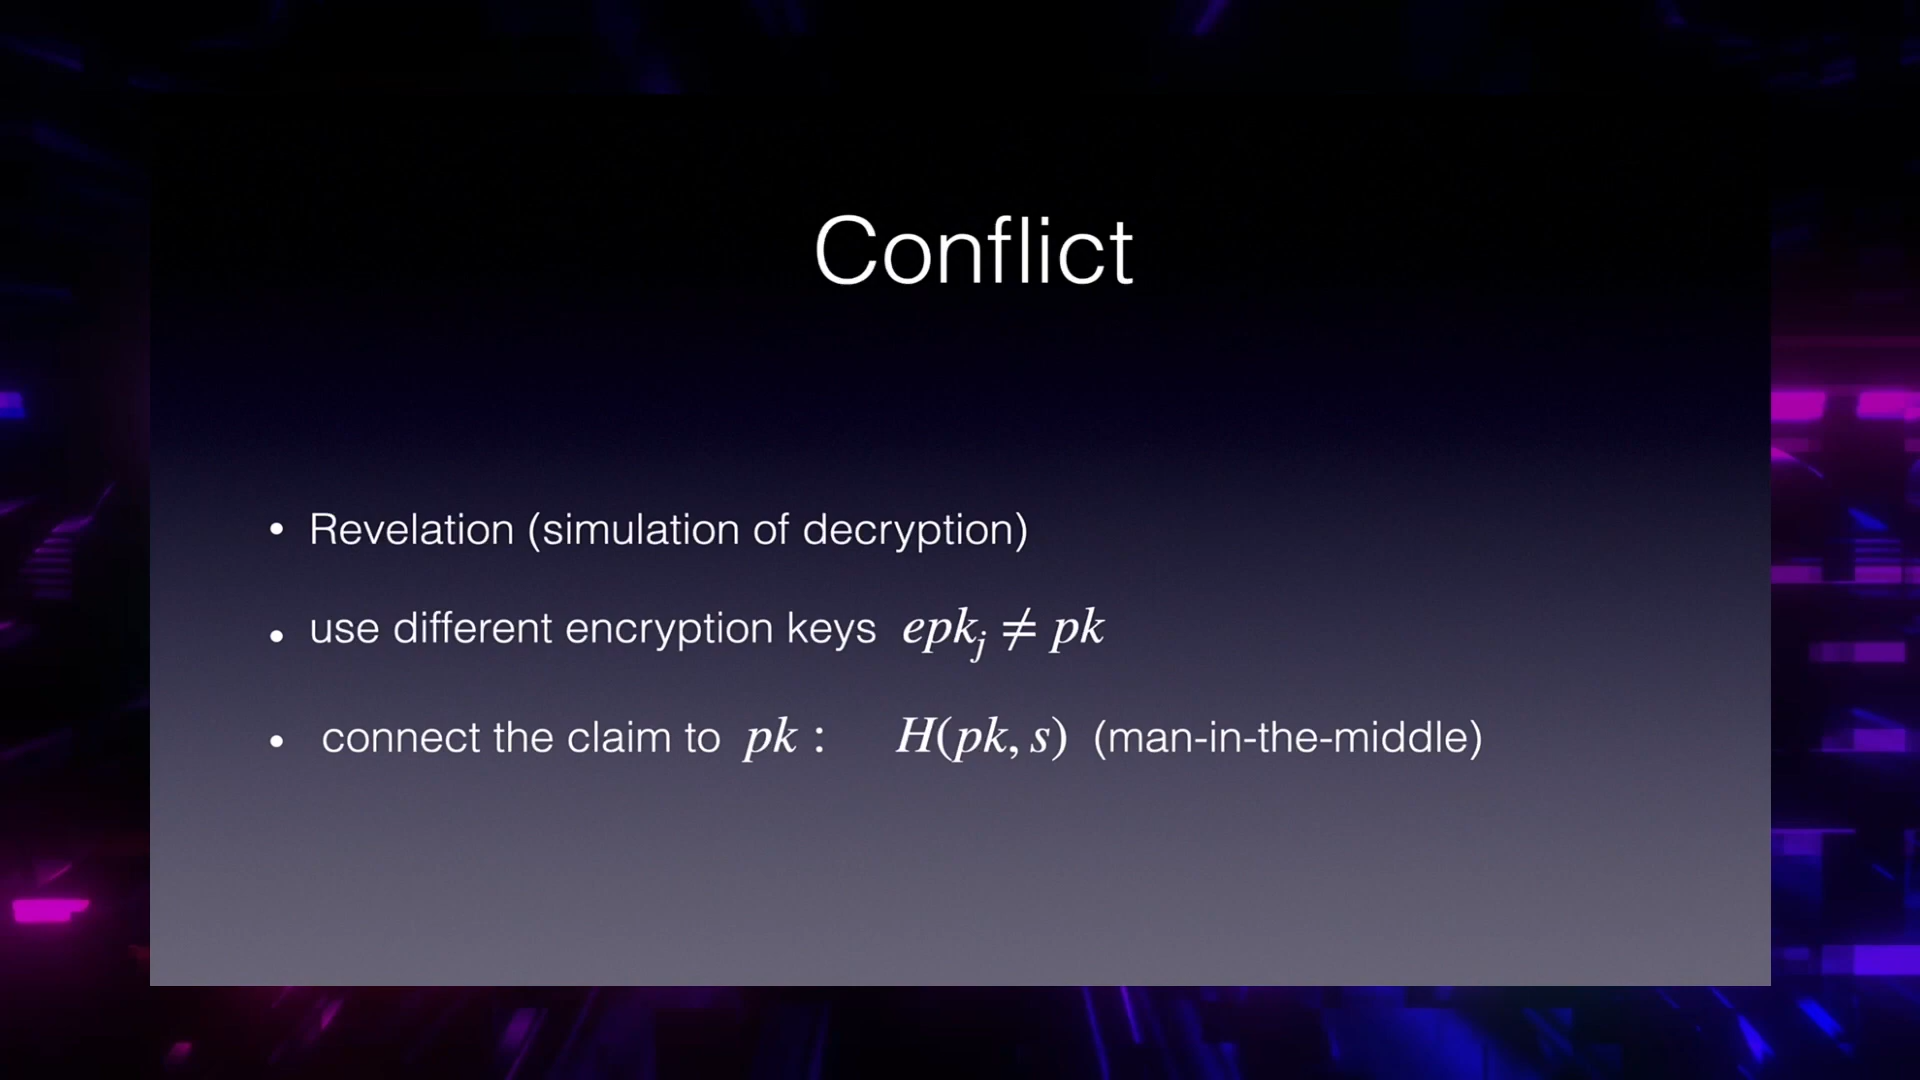 Conflict
• Revelation (simulation of decryption)
• use different encryption keys epkⱼ ≠ pk
• connect the claim to pk : H(pk, s) (man-in-the-middle)